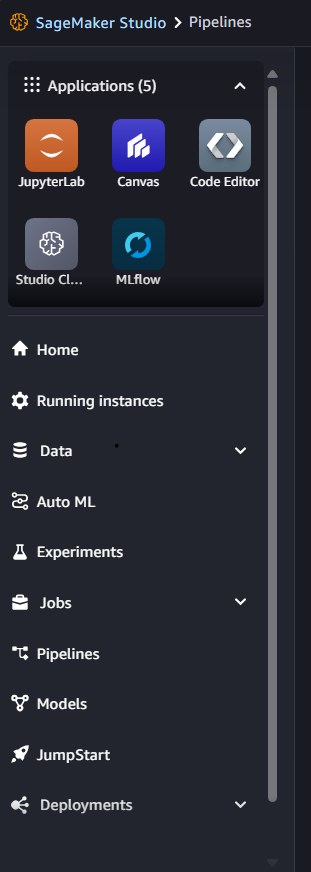 SageMaker Studio > Pipelines
Applications (5)
JupyterLab Canvas Code Editor
Studio Cl... MLflow
Home
Running instances
Data
Auto ML
Experiments
Jobs
Pipelines
Models
JumpStart
Deployments